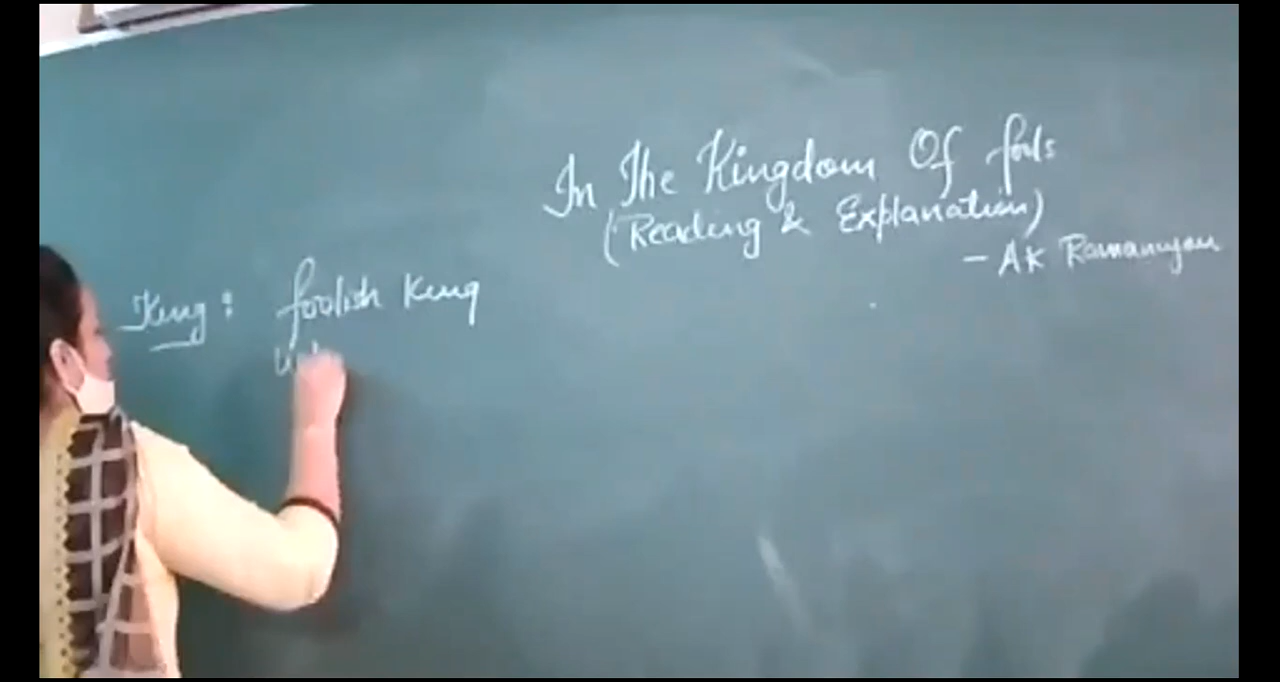 In The Kingdom Of fools
(Reading & Explanation)
- AK Ramanujan
King : foolish King